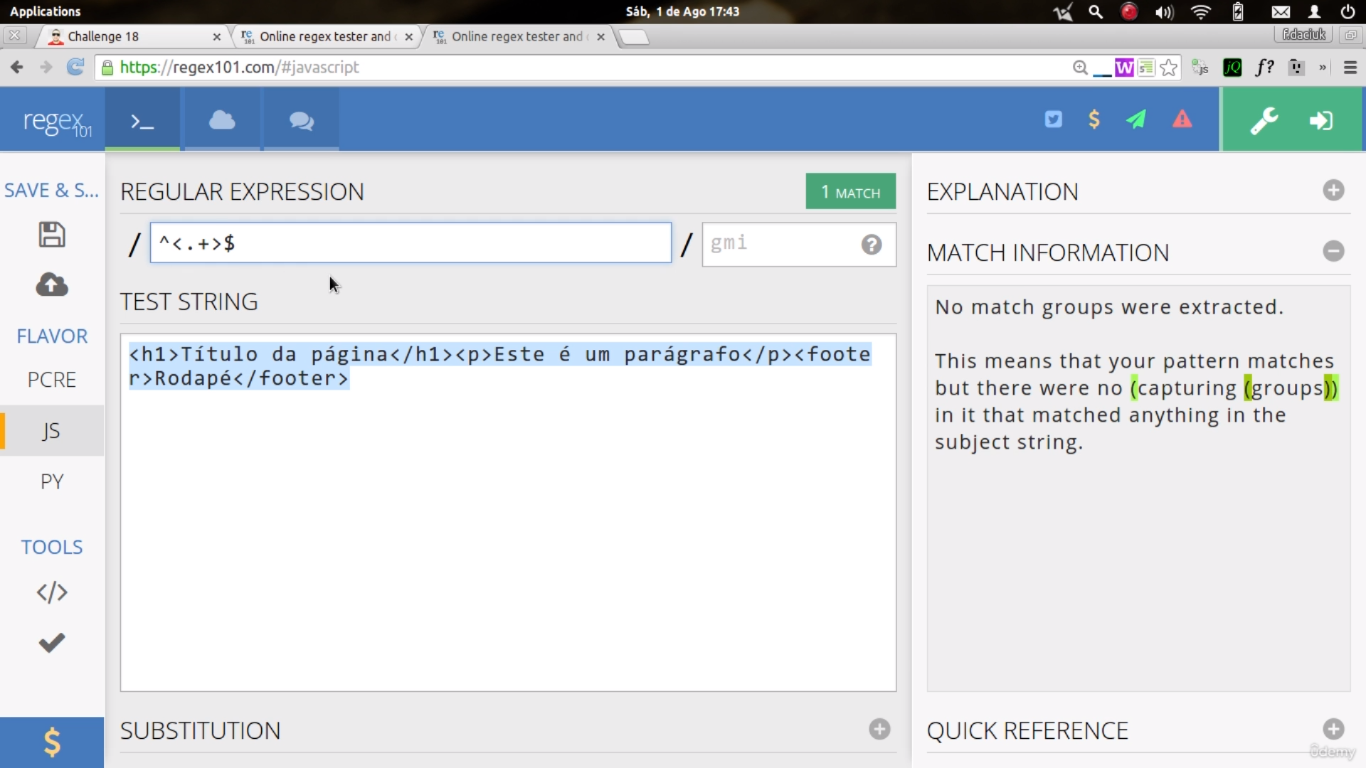 Applications
Sáb, 1 de Ago 17:43
Challenge 18
Online regex tester and
Online regex tester and
f.daciuk
https://regex101.com/#javascript
regex101
SAVE & S...
REGULAR EXPRESSION
1 MATCH
EXPLANATION
/ ^<.+>$ / gmi
MATCH INFORMATION
TEST STRING
No match groups were extracted.
FLAVOR
<h1>Título da página</h1><p>Este é um parágrafo</p><foote
r>Rodapé</footer>
This means that your pattern matches
but there were no (capturing (groups))
in it that matched anything in the
subject string.
PCRE
JS
PY
TOOLS
</>
SUBSTITUTION
QUICK REFERENCE
$
ûdemy